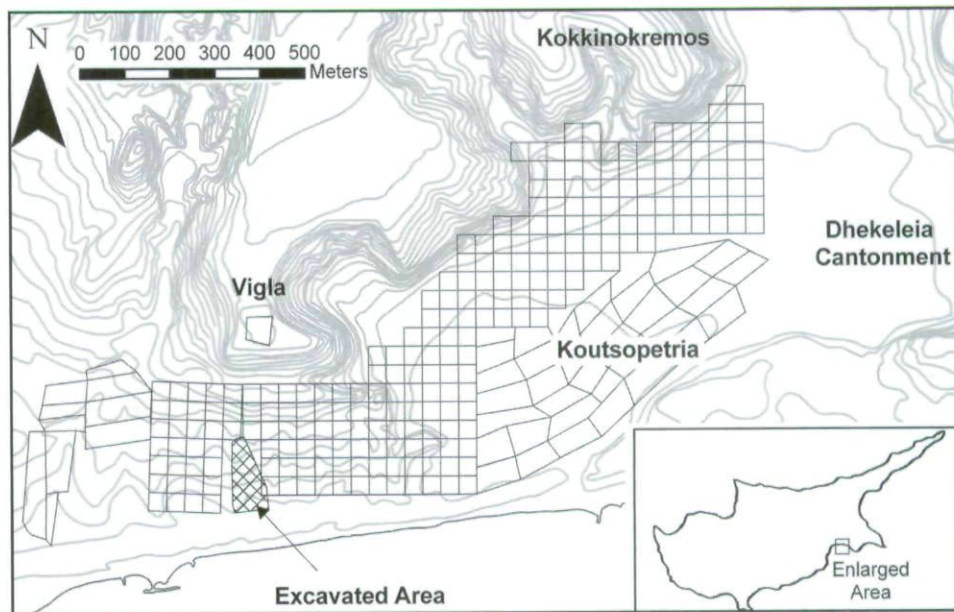 N
0 100 200 300 400 500
Meters
Kokkinokremos
Dhekeleia
Cantonment
Vigla
Koutsopetria
Excavated Area
Enlarged
Area